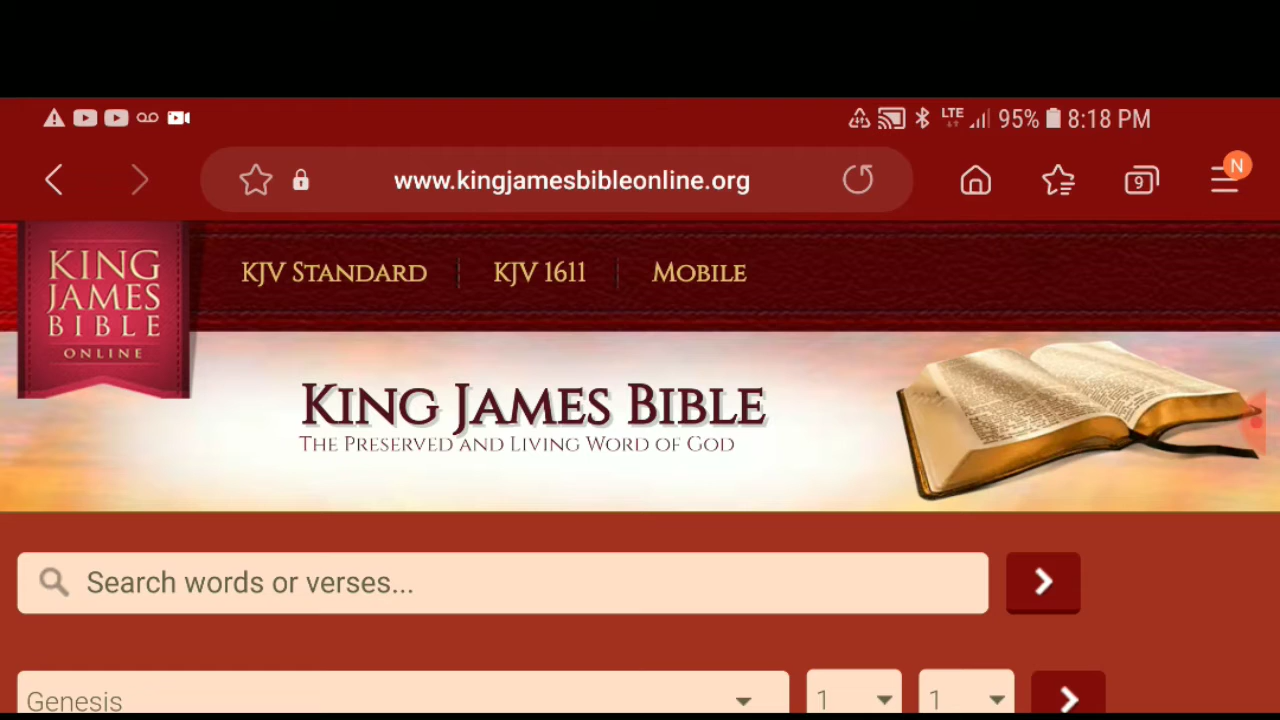 LTE 95% 8:18 PM
www.kingjamesbibleonline.org
9
N
KING
JAMES
BIBLE
ONLINE
KJV STANDARD
KJV 1611
MOBILE
KING JAMES BIBLE
THE PRESERVED AND LIVING WORD OF GOD
Search words or verses...
Genesis 1 1